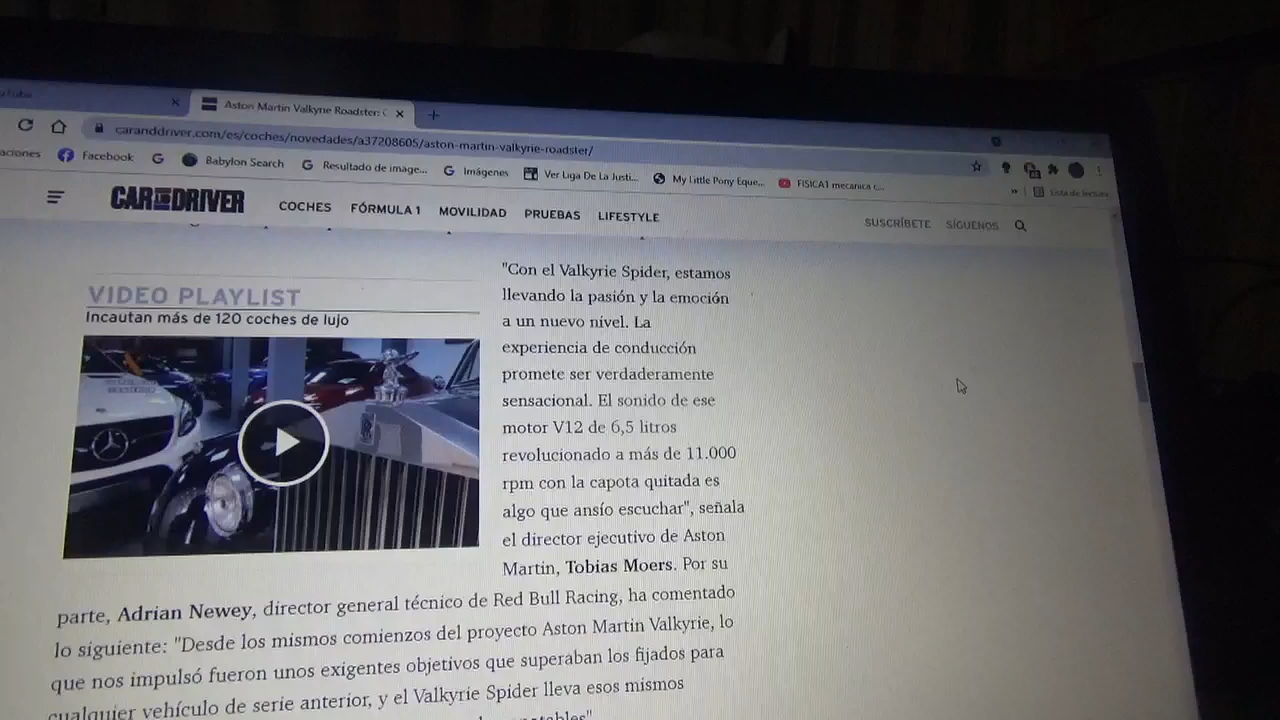 Aston Martin Valkyrie Roadster: C
caranddriver.com/es/coches/novedades/a37208605/aston-martin-valkyrie-roadster/
aciones Facebook Babylon Search Resultado de image... Imágenes Ver Liga De La Justi... My Little Pony Eque... FISICA1 mecanica c... » Lista de lectura
CAR AND DRIVER COCHES FÓRMULA 1 MOVILIDAD PRUEBAS LIFESTYLE SUSCRÍBETE SÍGUENOS
VIDEO PLAYLIST
Incautan más de 120 coches de lujo
"Con el Valkyrie Spider, estamos
llevando la pasión y la emoción
a un nuevo nivel. La
experiencia de conducción
promete ser verdaderamente
sensacional. El sonido de ese
motor V12 de 6,5 litros
revolucionado a más de 11.000
rpm con la capota quitada es
algo que ansío escuchar", señala
el director ejecutivo de Aston
Martin, Tobias Moers. Por su
parte, Adrian Newey, director general técnico de Red Bull Racing, ha comentado
lo siguiente: "Desde los mismos comienzos del proyecto Aston Martin Valkyrie, lo
que nos impulsó fueron unos exigentes objetivos que superaban los fijados para
cualquier vehículo de serie anterior, y el Valkyrie Spider lleva esos mismos